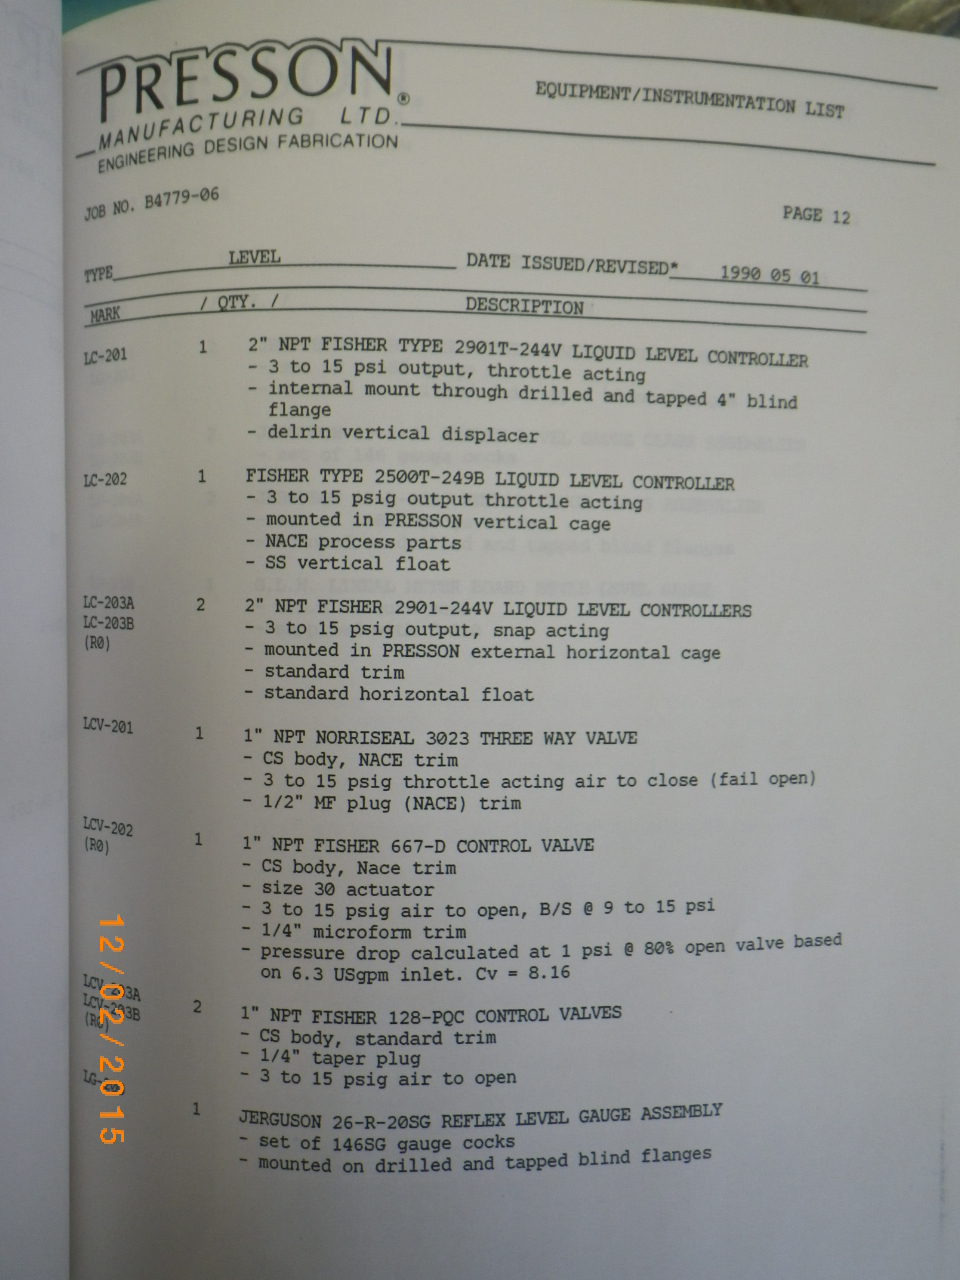 PRESSON®
MANUFACTURING LTD.
ENGINEERING DESIGN FABRICATION
EQUIPMENT/INSTRUMENTATION LIST
JOB NO. B4779-06
PAGE 12
TYPE LEVEL DATE ISSUED/REVISED* 1990 05 01
MARK / QTY. / DESCRIPTION
LC-201 1 2" NPT FISHER TYPE 2901T-244V LIQUID LEVEL CONTROLLER
- 3 to 15 psi output, throttle acting
- internal mount through drilled and tapped 4" blind
flange
- delrin vertical displacer
LC-202 1 FISHER TYPE 2500T-249B LIQUID LEVEL CONTROLLER
- 3 to 15 psig output throttle acting
- mounted in PRESSON vertical cage
- NACE process parts
- SS vertical float
LC-203A 2 2" NPT FISHER 2901-244V LIQUID LEVEL CONTROLLERS
LC-203B - 3 to 15 psig output, snap acting
(R0) - mounted in PRESSON external horizontal cage
- standard trim
- standard horizontal float
LCV-201 1 1" NPT NORRISEAL 3023 THREE WAY VALVE
- CS body, NACE trim
- 3 to 15 psig throttle acting air to close (fail open)
- 1/2" MF plug (NACE) trim
LCV-202 1 1" NPT FISHER 667-D CONTROL VALVE
(R0) - CS body, Nace trim
- size 30 actuator
- 3 to 15 psig air to open, B/S @ 9 to 15 psi
- 1/4" microform trim
- pressure drop calculated at 1 psi @ 80% open valve based
on 6.3 USgpm inlet. Cv = 8.16
LCV-203A 2 1" NPT FISHER 128-PQC CONTROL VALVES
LCV-203B - CS body, standard trim
(R0) - 1/4" taper plug
- 3 to 15 psig air to open
1 JERGUSON 26-R-20SG REFLEX LEVEL GAUGE ASSEMBLY
- set of 146SG gauge cocks
- mounted on drilled and tapped blind flanges
12/02/2015